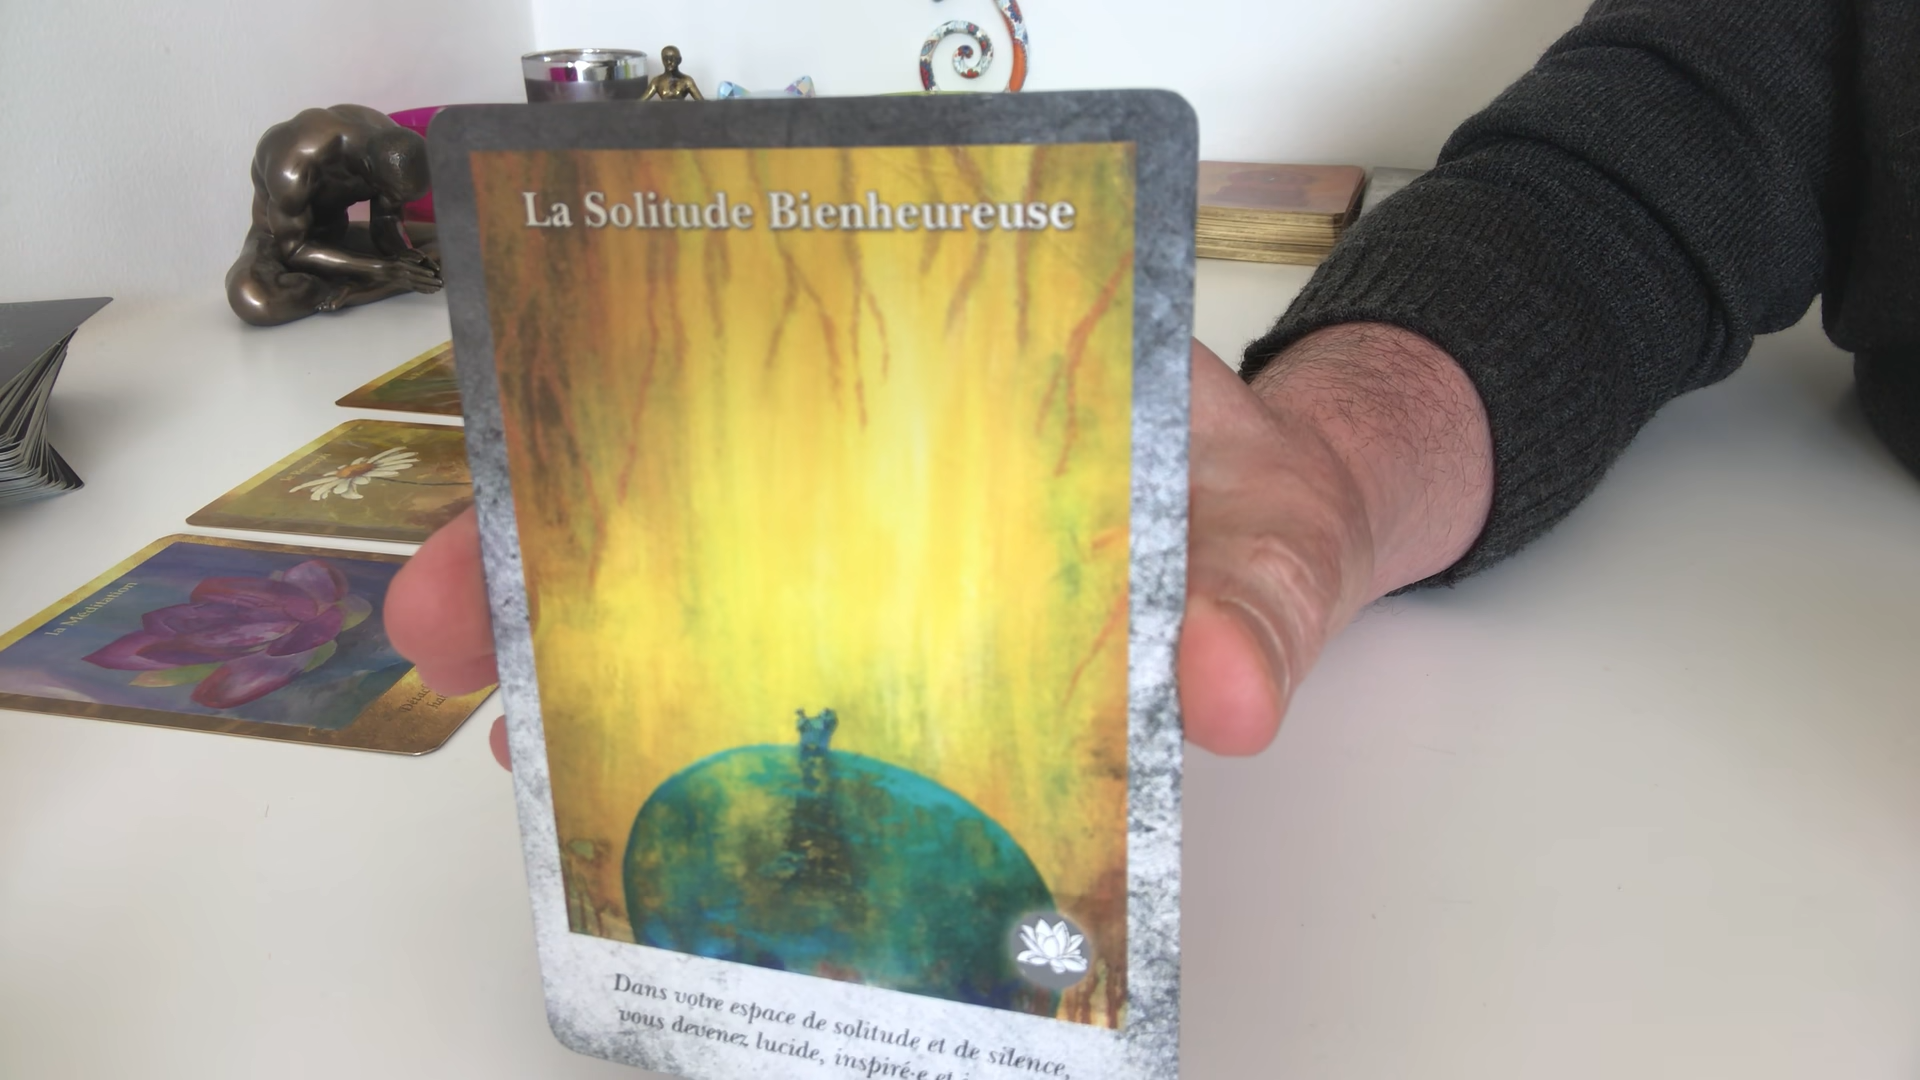 La Solitude Bienheureuse
Dans votre espace de solitude et de silence,
vous devenez lucide, inspiré·e et
la Méditation